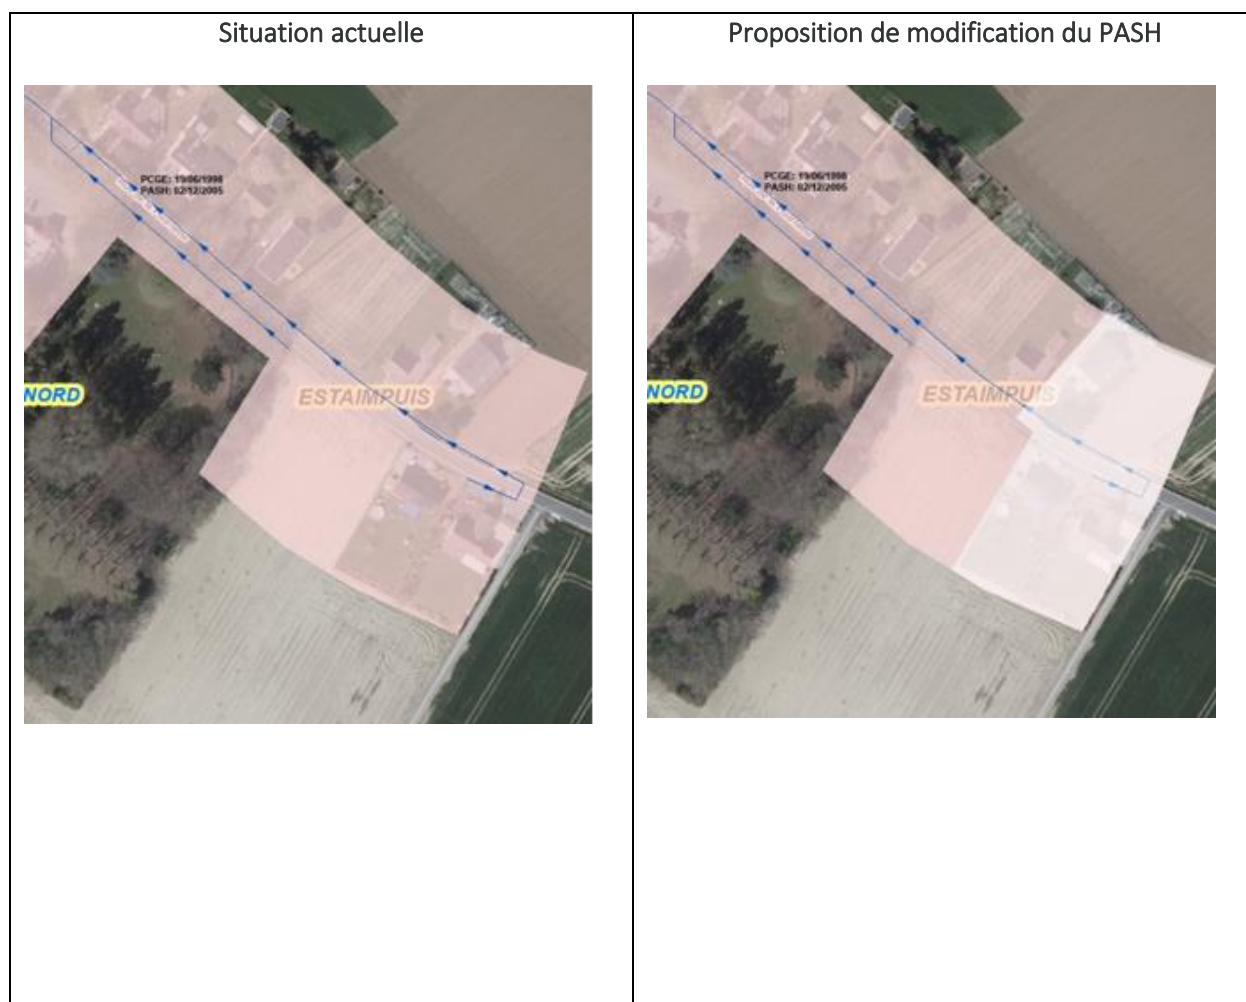 Situation actuelle
Proposition de modification du PASH
PCGE: 19/06/1998
PASH: 02/12/2005
NORD
ESTAIMPUIS
PCGE: 19/06/1998
PASH: 02/12/2005
NORD
ESTAIMPUIS